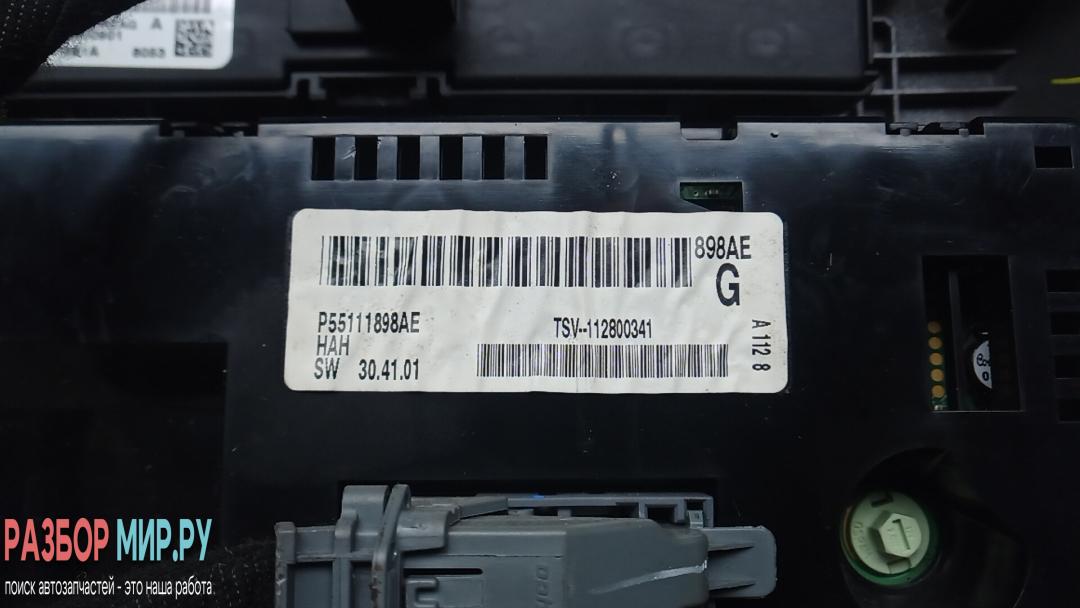 A
8083
898AE
G
P55111898AE
HAH
SW 30.41.01
TSV--112800341
A 112 8
РАЗБОР МИР.РУ
поиск автозапчастей - это наша работа